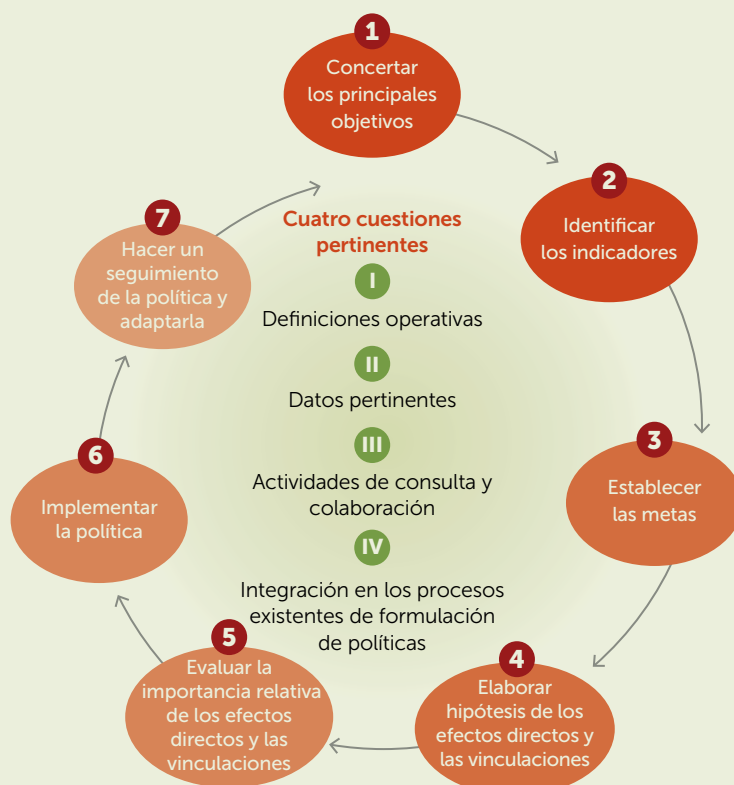 1
Concertar
los principales
objetivos
2
Identificar
los indicadores
3
Establecer
las metas
4
Elaborar
hipótesis de los
efectos directos y
las vinculaciones
5
Evaluar la
importancia relativa
de los efectos
directos y las
vinculaciones
6
Implementar
la política
7
Hacer un
seguimiento
de la política y
adaptarla
Cuatro cuestiones
pertinentes
I
Definiciones operativas
II
Datos pertinentes
III
Actividades de consulta y
colaboración
IV
Integración en los procesos
existentes de formulación
de políticas